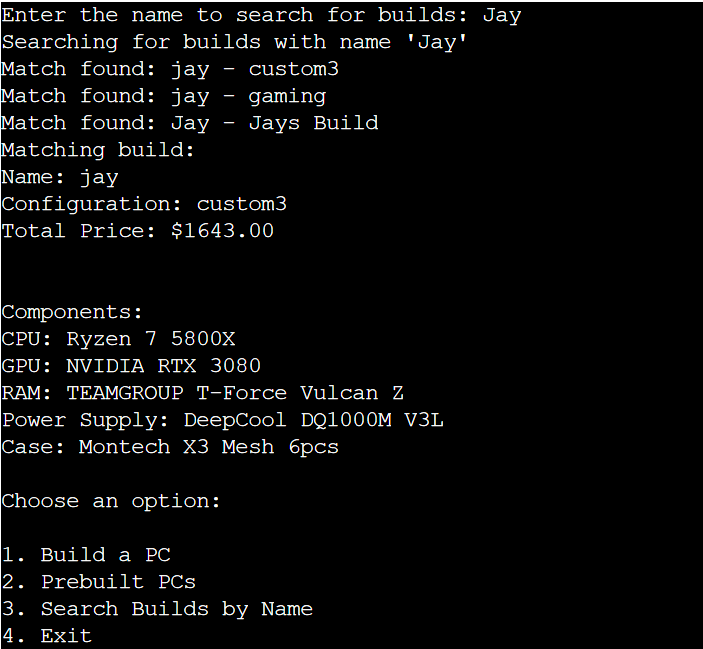 Enter the name to search for builds: Jay
Searching for builds with name 'Jay'
Match found: jay - custom3
Match found: jay - gaming
Match found: Jay - Jays Build
Matching build:
Name: jay
Configuration: custom3
Total Price: $1643.00
Components:
CPU: Ryzen 7 5800X
GPU: NVIDIA RTX 3080
RAM: TEAMGROUP T-Force Vulcan Z
Power Supply: DeepCool DQ1000M V3L
Case: Montech X3 Mesh 6pcs
Choose an option:
1. Build a PC
2. Prebuilt PCs
3. Search Builds by Name
4. Exit